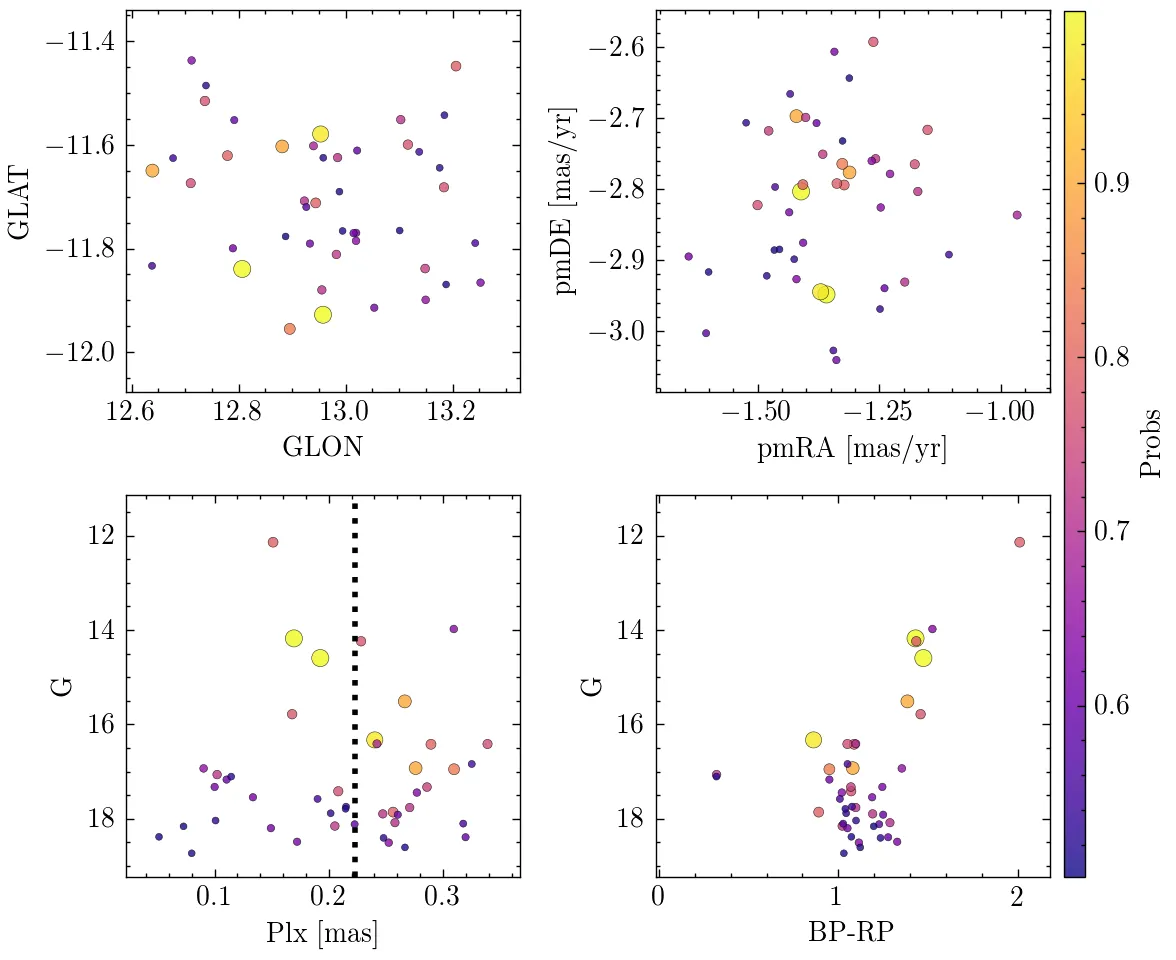 −11.4
−11.6
−11.8
−12.0
GLAT
12.6 12.8 13.0 13.2
GLON
−2.6
−2.7
−2.8
−2.9
−3.0
pmDE [mas/yr]
−1.50 −1.25 −1.00
pmRA [mas/yr]
12
14
16
18
G
0.1 0.2 0.3
Plx [mas]
12
14
16
18
G
0 1 2
BP-RP
0.9
0.8
0.7
0.6
Probs